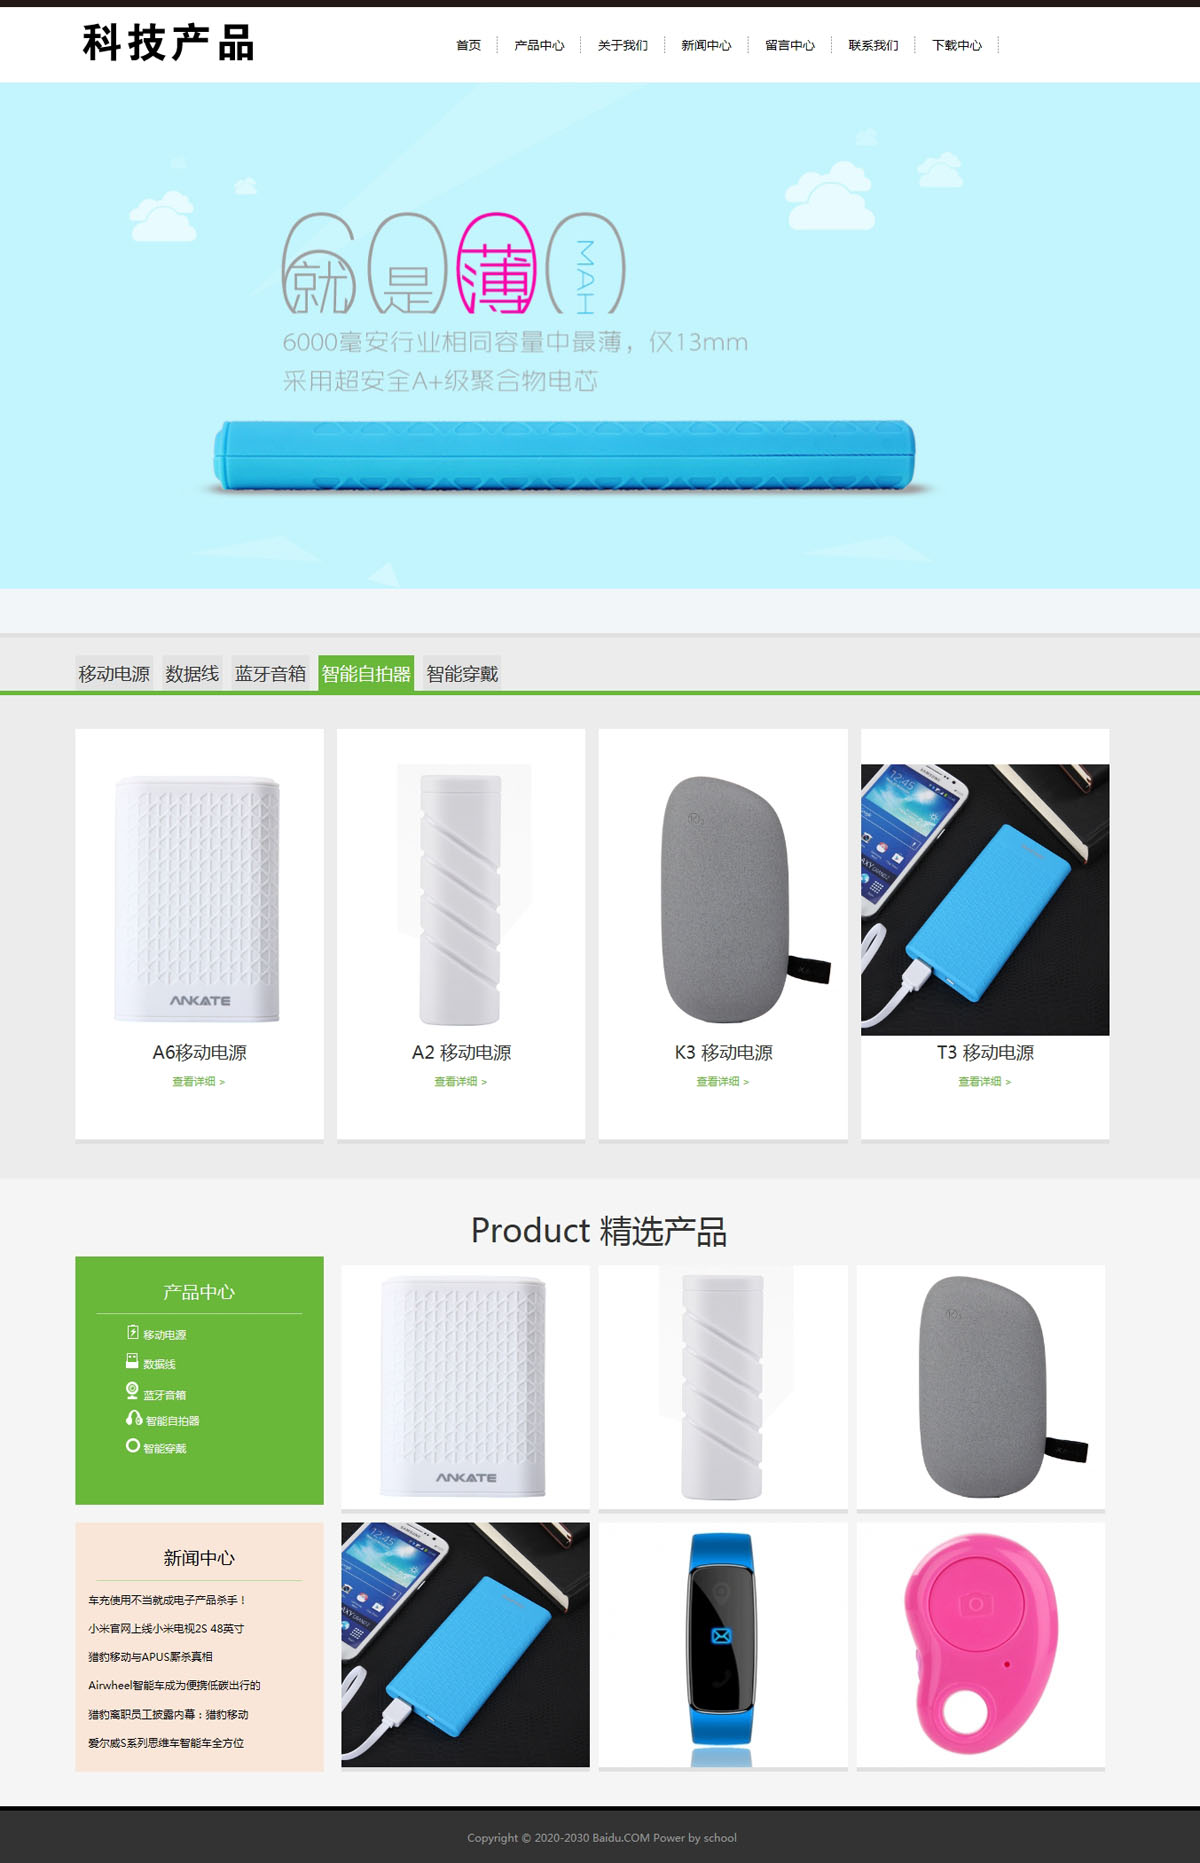 科技产品
首页 产品中心 关于我们 新闻中心 留言中心 联系我们 下载中心
就是薄 MAH
6000毫安行业相同容量中最薄，仅13mm
采用超安全A+级聚合物电芯
移动电源 数据线 蓝牙音箱 智能自拍器 智能穿戴
ANKATE
SAMSUNG
12:45
A6移动电源 A2 移动电源 K3 移动电源 T3 移动电源
查看详细 > 查看详细 > 查看详细 > 查看详细 >
Product 精选产品
产品中心
移动电源
数据线
蓝牙音箱
智能自拍器
智能穿戴
ANKATE
新闻中心
车充使用不当就成电子产品杀手！
小米官网上线小米电视2S 48英寸
猎豹移动与APUS厮杀真相
Airwheel智能车成为便携低碳出行的
猎豹离职员工披露内幕：猎豹移动
爱尔威S系列思维车智能车全方位
SAMSUNG
12:45
Copyright © 2020-2030 Baidu.COM Power by school